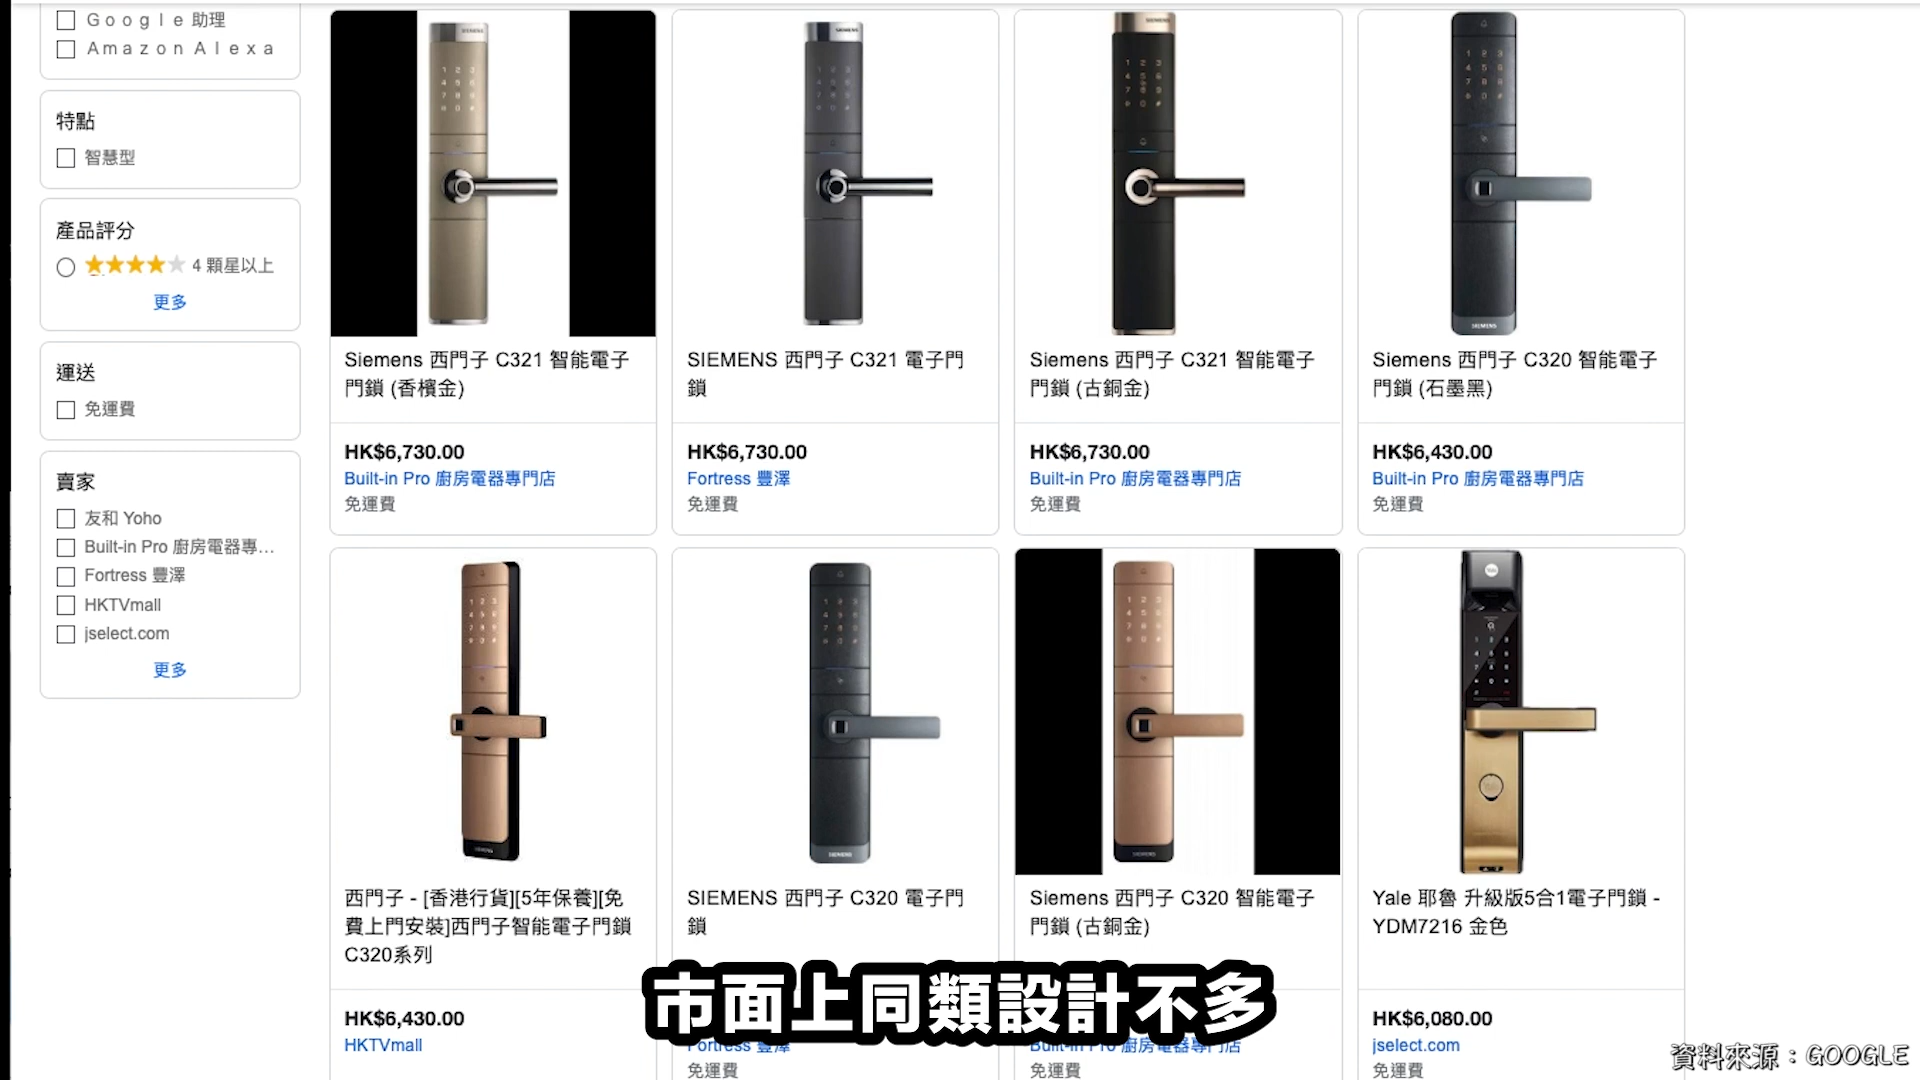 Google 助理
Amazon Alexa
特點
智慧型
產品評分
4 顆星以上
更多
運送
免運費
賣家
友和 Yoho
Built-in Pro 廚房電器專…
Fortress 豐澤
HKTVmall
jselect.com
更多
Siemens 西門子 C321 智能電子
門鎖 (香檳金)
HK$6,730.00
Built-in Pro 廚房電器專門店
免運費
SIEMENS 西門子 C321 電子門
鎖
HK$6,730.00
Fortress 豐澤
免運費
Siemens 西門子 C321 智能電子
門鎖 (古銅金)
HK$6,730.00
Built-in Pro 廚房電器專門店
免運費
Siemens 西門子 C320 智能電子
門鎖 (石墨黑)
HK$6,430.00
Built-in Pro 廚房電器專門店
免運費
西門子 - [香港行貨][5年保養][免
費上門安裝]西門子智能電子門鎖
C320系列
HK$6,430.00
HKTVmall
SIEMENS 西門子 C320 電子門
鎖
Fortress 豐澤
免運費
Siemens 西門子 C320 智能電子
門鎖 (古銅金)
Built-in Pro 廚房電器專門店
免運費
Yale 耶魯 升級版5合1電子門鎖 -
YDM7216 金色
HK$6,080.00
jselect.com
免運費
市面上同類設計不多
資料來源：GOOGLE